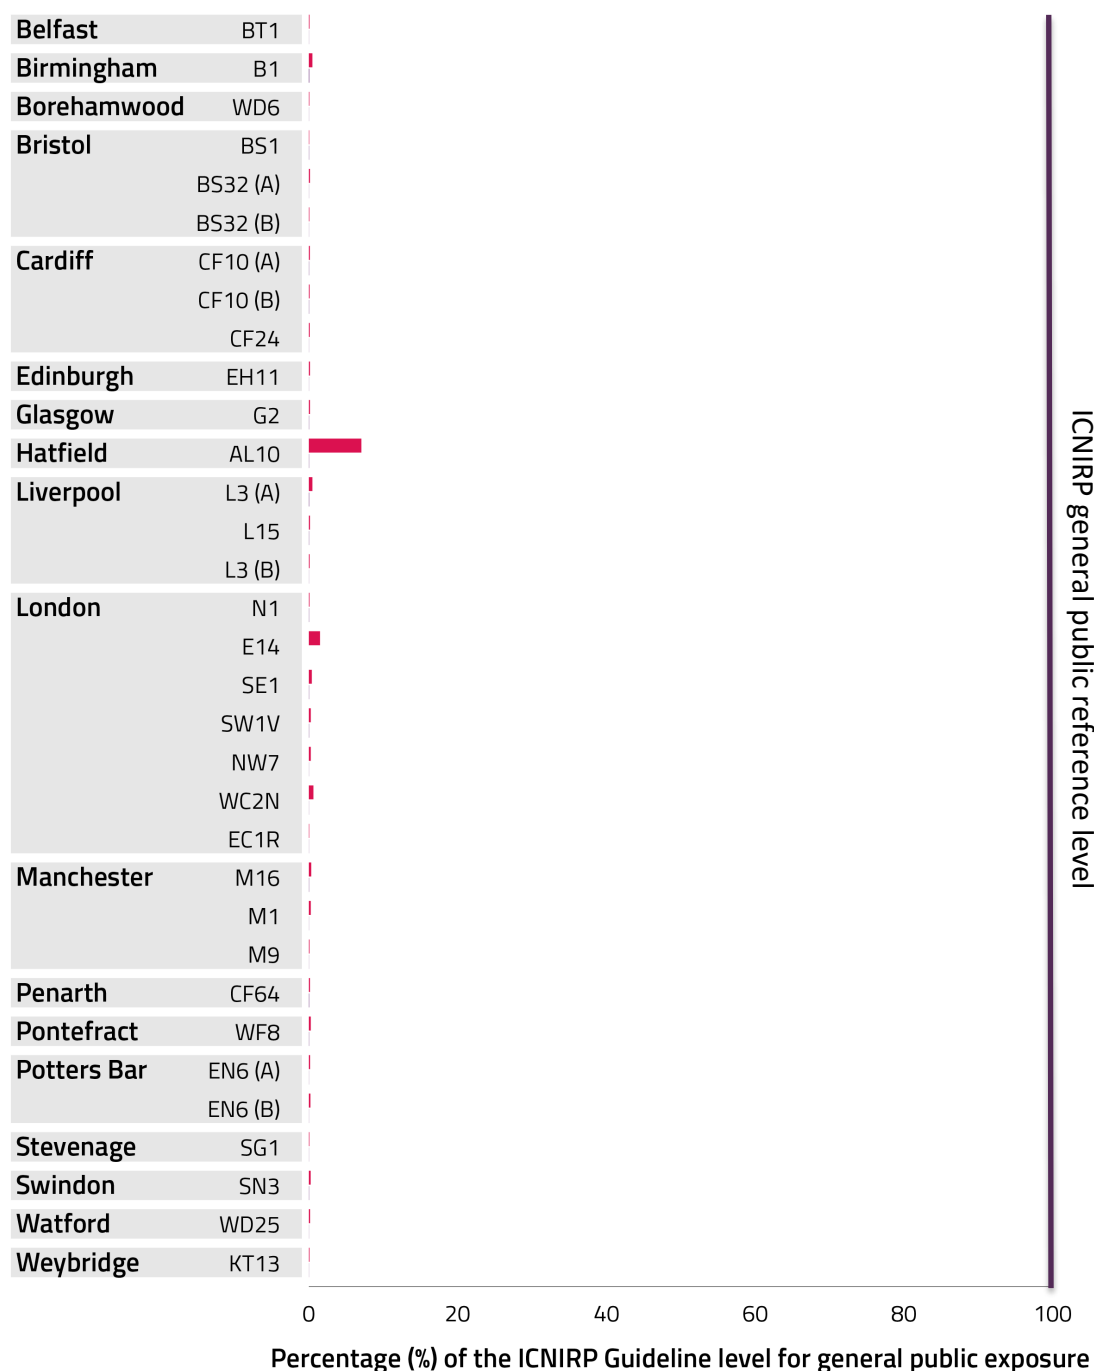 Belfast BT1
Birmingham B1
Borehamwood WD6
Bristol BS1
BS32 (A)
BS32 (B)
Cardiff CF10 (A)
CF10 (B)
CF24
Edinburgh EH11
Glasgow G2
Hatfield AL10
Liverpool L3 (A)
L15
L3 (B)
London N1
E14
SE1
SW1V
NW7
WC2N
EC1R
Manchester M16
M1
M9
Penarth CF64
Pontefract WF8
Potters Bar EN6 (A)
EN6 (B)
Stevenage SG1
Swindon SN3
Watford WD25
Weybridge KT13
0 20 40 60 80 100
Percentage (%) of the ICNIRP Guideline level for general public exposure
ICNIRP general public reference level